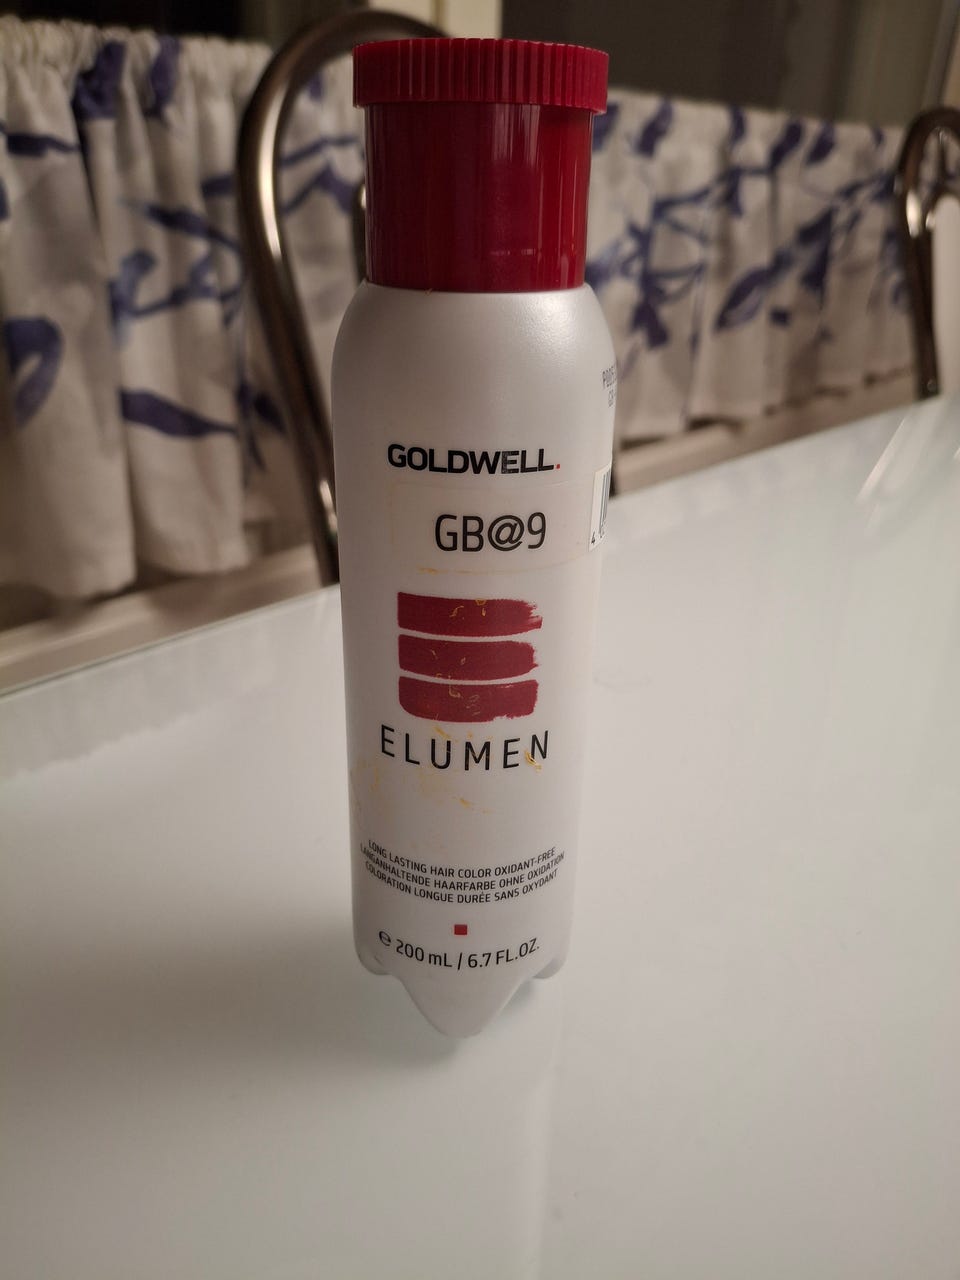 GOLDWELL.
GB@9
4
ELUMEN
LONG LASTING HAIR COLOR OXIDANT-FREE
LANGANHALTENDE HAARFARBE OHNE OXIDATION
COLORATION LONGUE DURÉE SANS OXYDANT
e 200 mL / 6.7 FL.OZ.